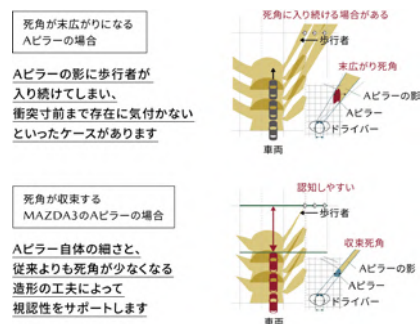 死角が末広がりになる
Aピラーの場合
Aピラーの影に歩行者が
入り続けてしまい、
衝突寸前まで存在に気付かない
といったケースがあります
死角に入り続ける場合がある
歩行者
末広がり死角
Aピラーの影
Aピラー
ドライバー
車両
死角が収束する
MAZDA3のAピラーの場合
Aピラー自体の細さと、
従来よりも死角が少なくなる
造形の工夫によって
視認性をサポートします
認知しやすい
歩行者
収束死角
Aピラーの影
Aピラー
ドライバー
車両